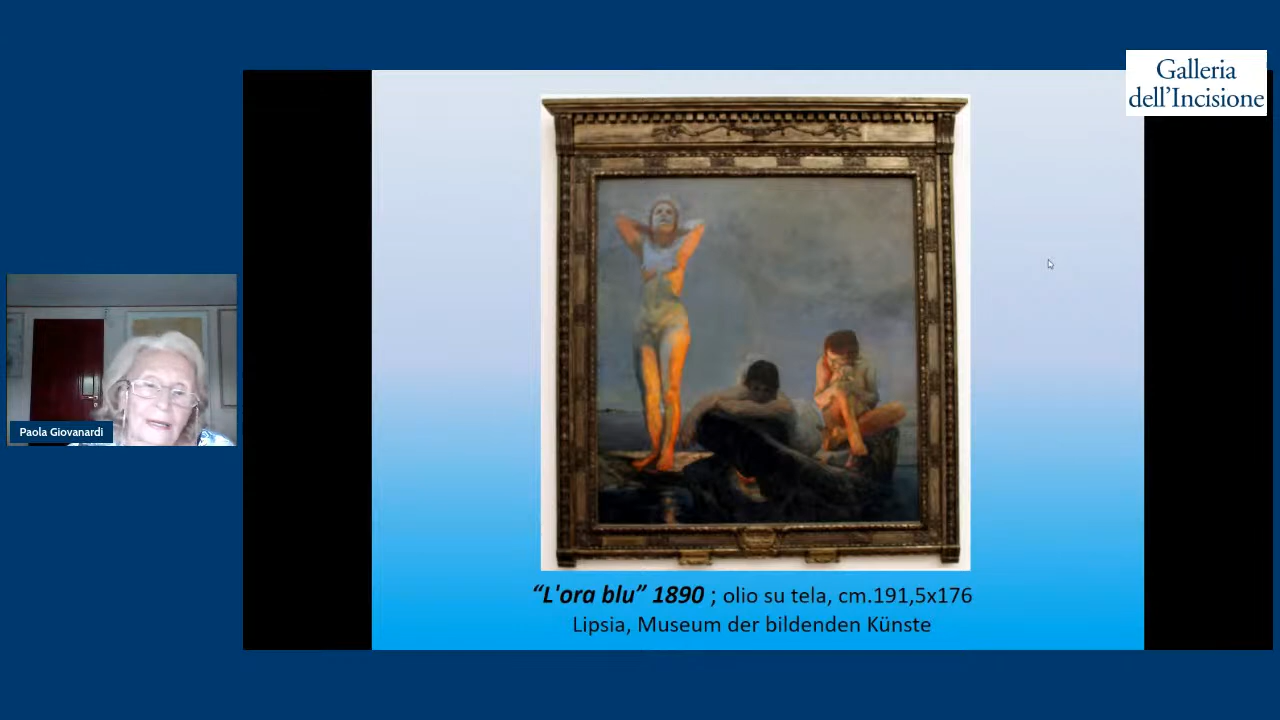 Galleria
dell'Incisione
Paola Giovanardi
“L'ora blu” 1890 ; olio su tela, cm.191,5x176
Lipsia, Museum der bildenden Künste